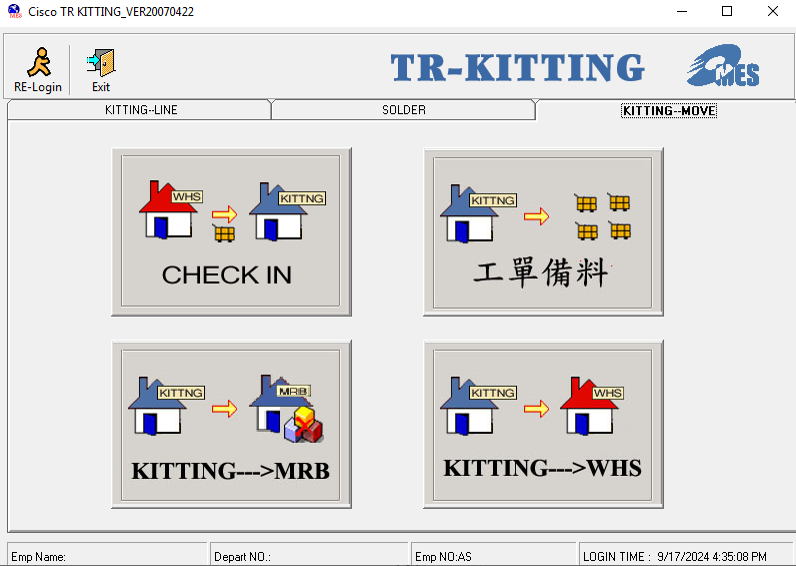 Cisco TR KITTING_VER20070422
RE-Login
Exit
TR-KITTING
MES
KITTING--LINE
SOLDER
KITTING--MOVE
WHS
KITTNG
CHECK IN
KITTNG
工單備料
KITTNG
MRB
KITTING--->MRB
KITTNG
WHS
KITTING--->WHS
Emp Name:
Depart NO.:
Emp NO:AS
LOGIN TIME : 9/17/2024 4:35:08 PM